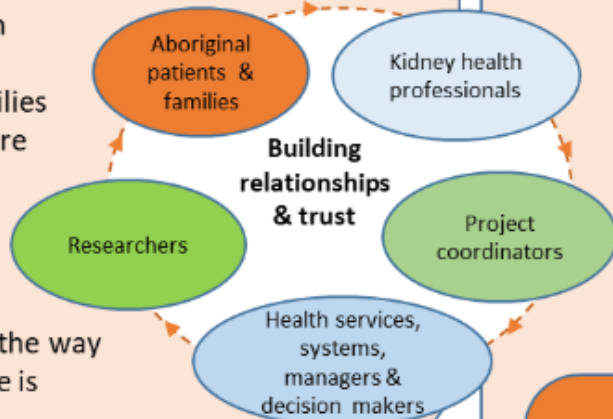 n
ilies
re
the way
e is
Aboriginal
patients &
families
Kidney health
professionals
Building
relationships
& trust
Researchers
Project
coordinators
Health services,
systems,
managers &
decision makers